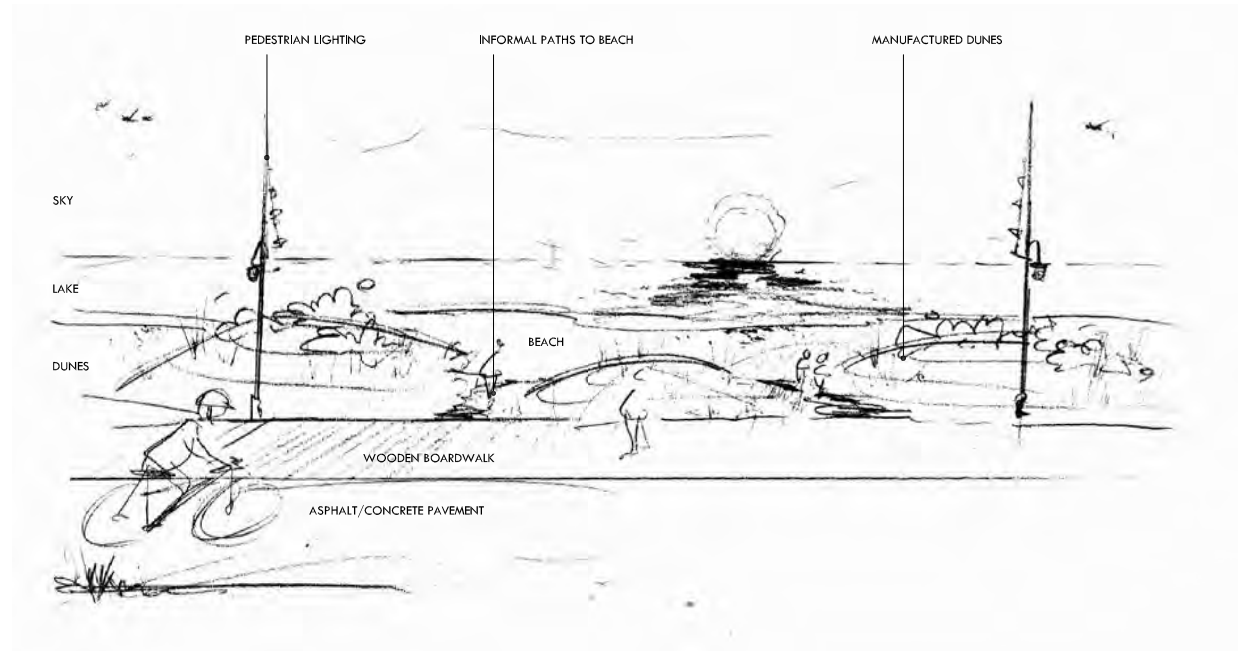 PEDESTRIAN LIGHTING
INFORMAL PATHS TO BEACH
MANUFACTURED DUNES
SKY
LAKE
BEACH
DUNES
WOODEN BOARDWALK
ASPHALT/CONCRETE PAVEMENT